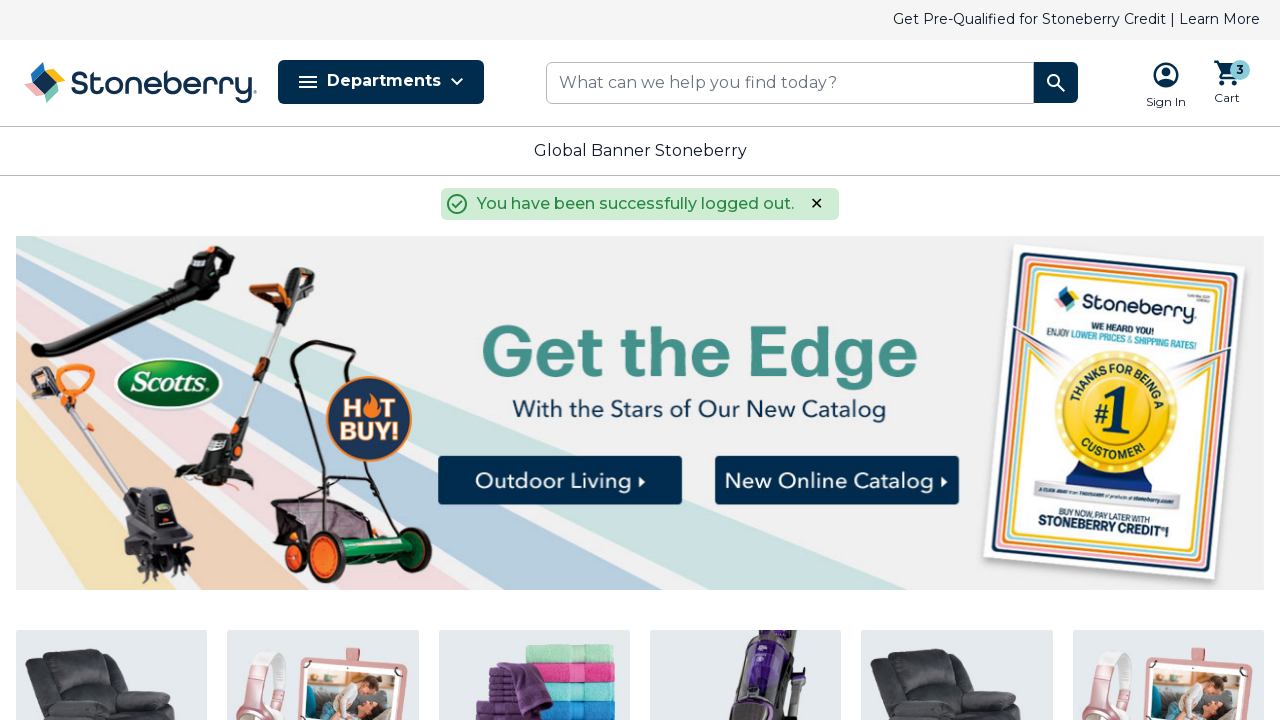 Get Pre-Qualified for Stoneberry Credit | Learn More
Stoneberry
Departments
What can we help you find today?
Sign In
3
Cart
Global Banner Stoneberry
You have been successfully logged out.
Scotts
HOT
BUY!
Get the Edge
With the Stars of Our New Catalog
Outdoor Living
New Online Catalog
Stoneberry
WE HEARD YOU!
ENJOY LOWER PRICES & SHIPPING RATES!
THANKS FOR BEING A
#1
CUSTOMER!
BUY NOW, PAY LATER WITH
STONEBERRY CREDIT!